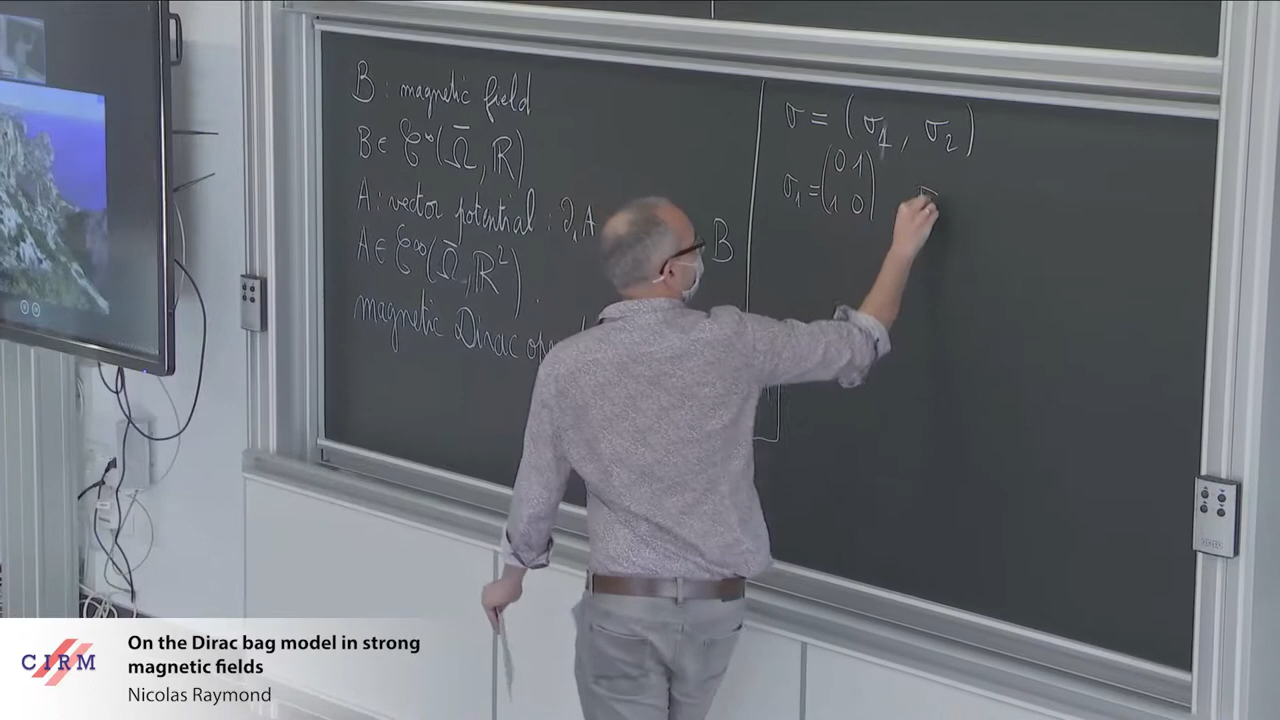 B : magnetic field
B ∈ 𝒞^∞(Ω̄, ℝ)
A : vector potential : ∂₁A
B
A ∈ 𝒞^∞(Ω̄, ℝ²).
magnetic Dirac
σ = (σ₁, σ₂)
σ₁ = (0 1
1 0)
σ
CIRM
On the Dirac bag model in strong
magnetic fields
Nicolas Raymond